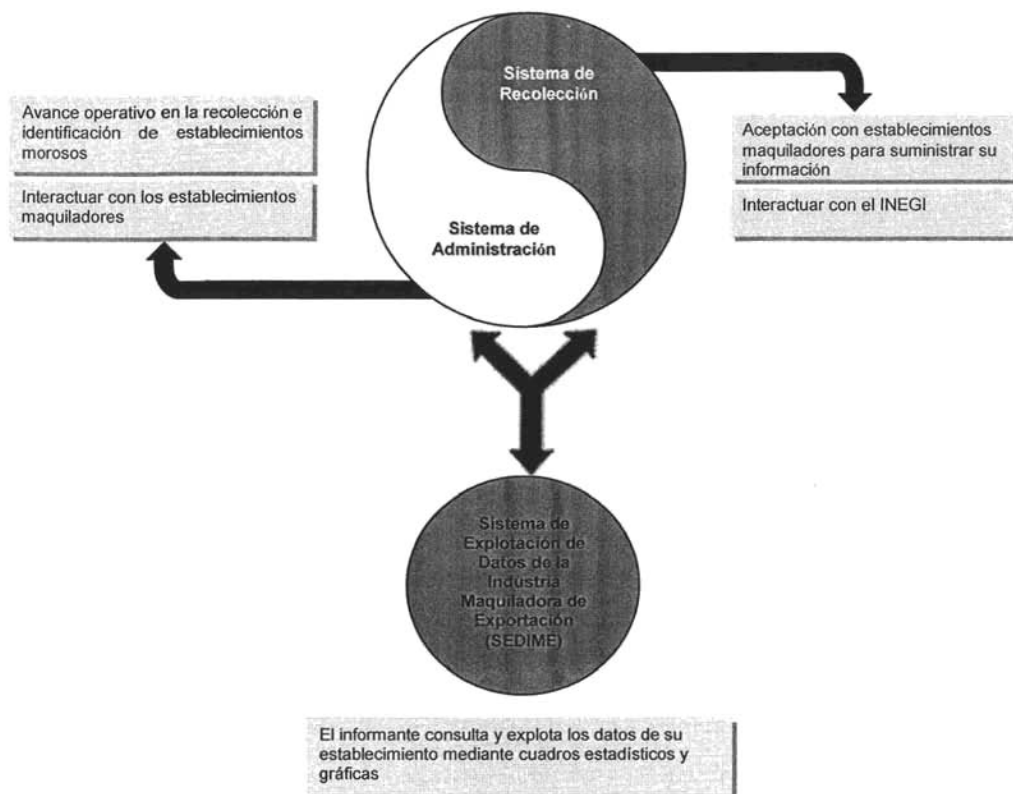 Sistema de
Recolección
Avance operativo en la recolección e
identificación de establecimientos
morosos
Interactuar con los establecimientos
maquiladores
Aceptación con establecimientos
maquiladores para suministrar su
información
Interactuar con el INEGI
Sistema de
Administración
Sistema de
Explotación de
Datos de la
Industria
Maquiladora de
Exportación
(SEDIME)
El informante consulta y explota los datos de su
establecimiento mediante cuadros estadísticos y
gráficas